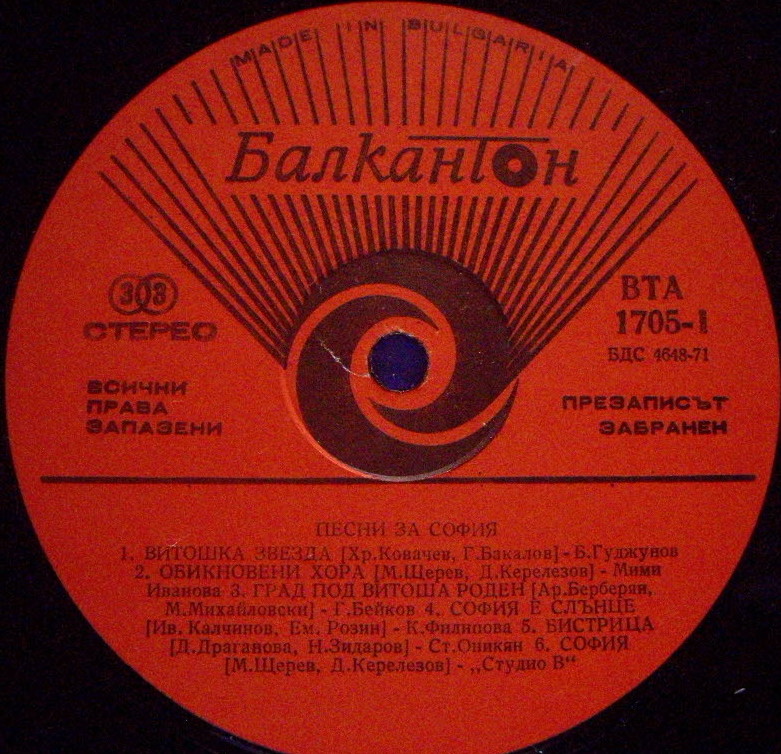 MADE IN BULGARIA
Балкантон
33
СТЕРЕО
ВСИЧНИ
ПРАВА
ЗАПАЗЕНИ
ВТА
1705-1
БДС 4648-71
ПРЕЗАПИСЪТ
ЗАБРАНЕН
ПЕСНИ ЗА СОФИЯ
1. ВИТОШКА ЗВЕЗДА [Хр.Ковачев, Г.Бакалов] - Б.Гуджунов
2. ОБИКНОВЕНИ ХОРА [М.Щерев, Д.Керелезов] - Мими
Иванова 3. ГРАД ПОД ВИТОША РОДЕН [Ар.Берберян,
М.Михайловски] - Г.Бейков 4. СОФИЯ Е СЛЪНЦЕ
[Ив. Калчинов, Ем. Розин] - К.Филипова 5. БИСТРИЦА
[Д.Драганова, Н.Зидаров] - Ст.Оникян 6. СОФИЯ
[М.Щерев, Д.Керелезов] - „Студио В“